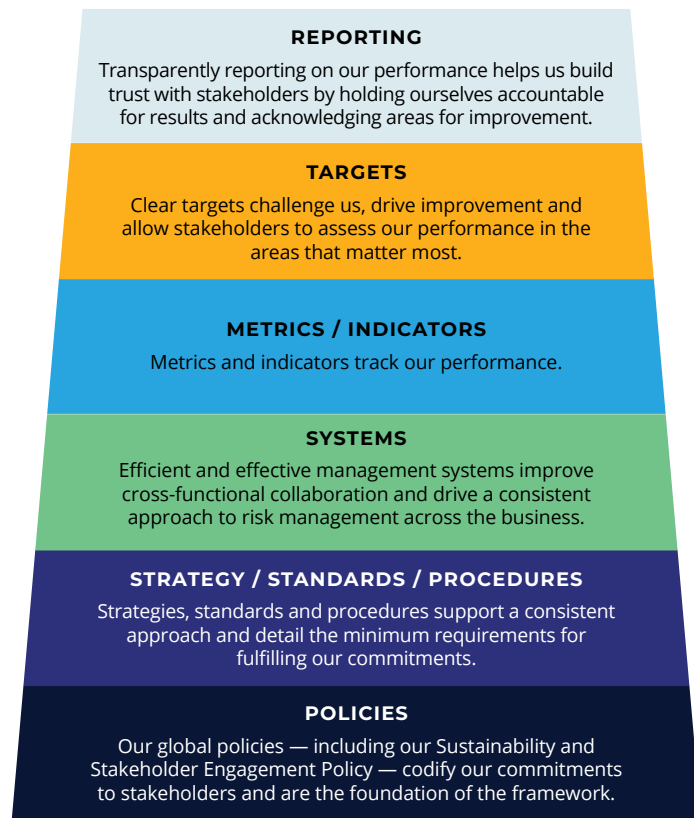 REPORTING
Transparently reporting on our performance helps us build
trust with stakeholders by holding ourselves accountable
for results and acknowledging areas for improvement.
TARGETS
Clear targets challenge us, drive improvement and
allow stakeholders to assess our performance in the
areas that matter most.
METRICS / INDICATORS
Metrics and indicators track our performance.
SYSTEMS
Efficient and effective management systems improve
cross-functional collaboration and drive a consistent
approach to risk management across the business.
STRATEGY / STANDARDS / PROCEDURES
Strategies, standards and procedures support a consistent
approach and detail the minimum requirements for
fulfilling our commitments.
POLICIES
Our global policies — including our Sustainability and
Stakeholder Engagement Policy — codify our commitments
to stakeholders and are the foundation of the framework.